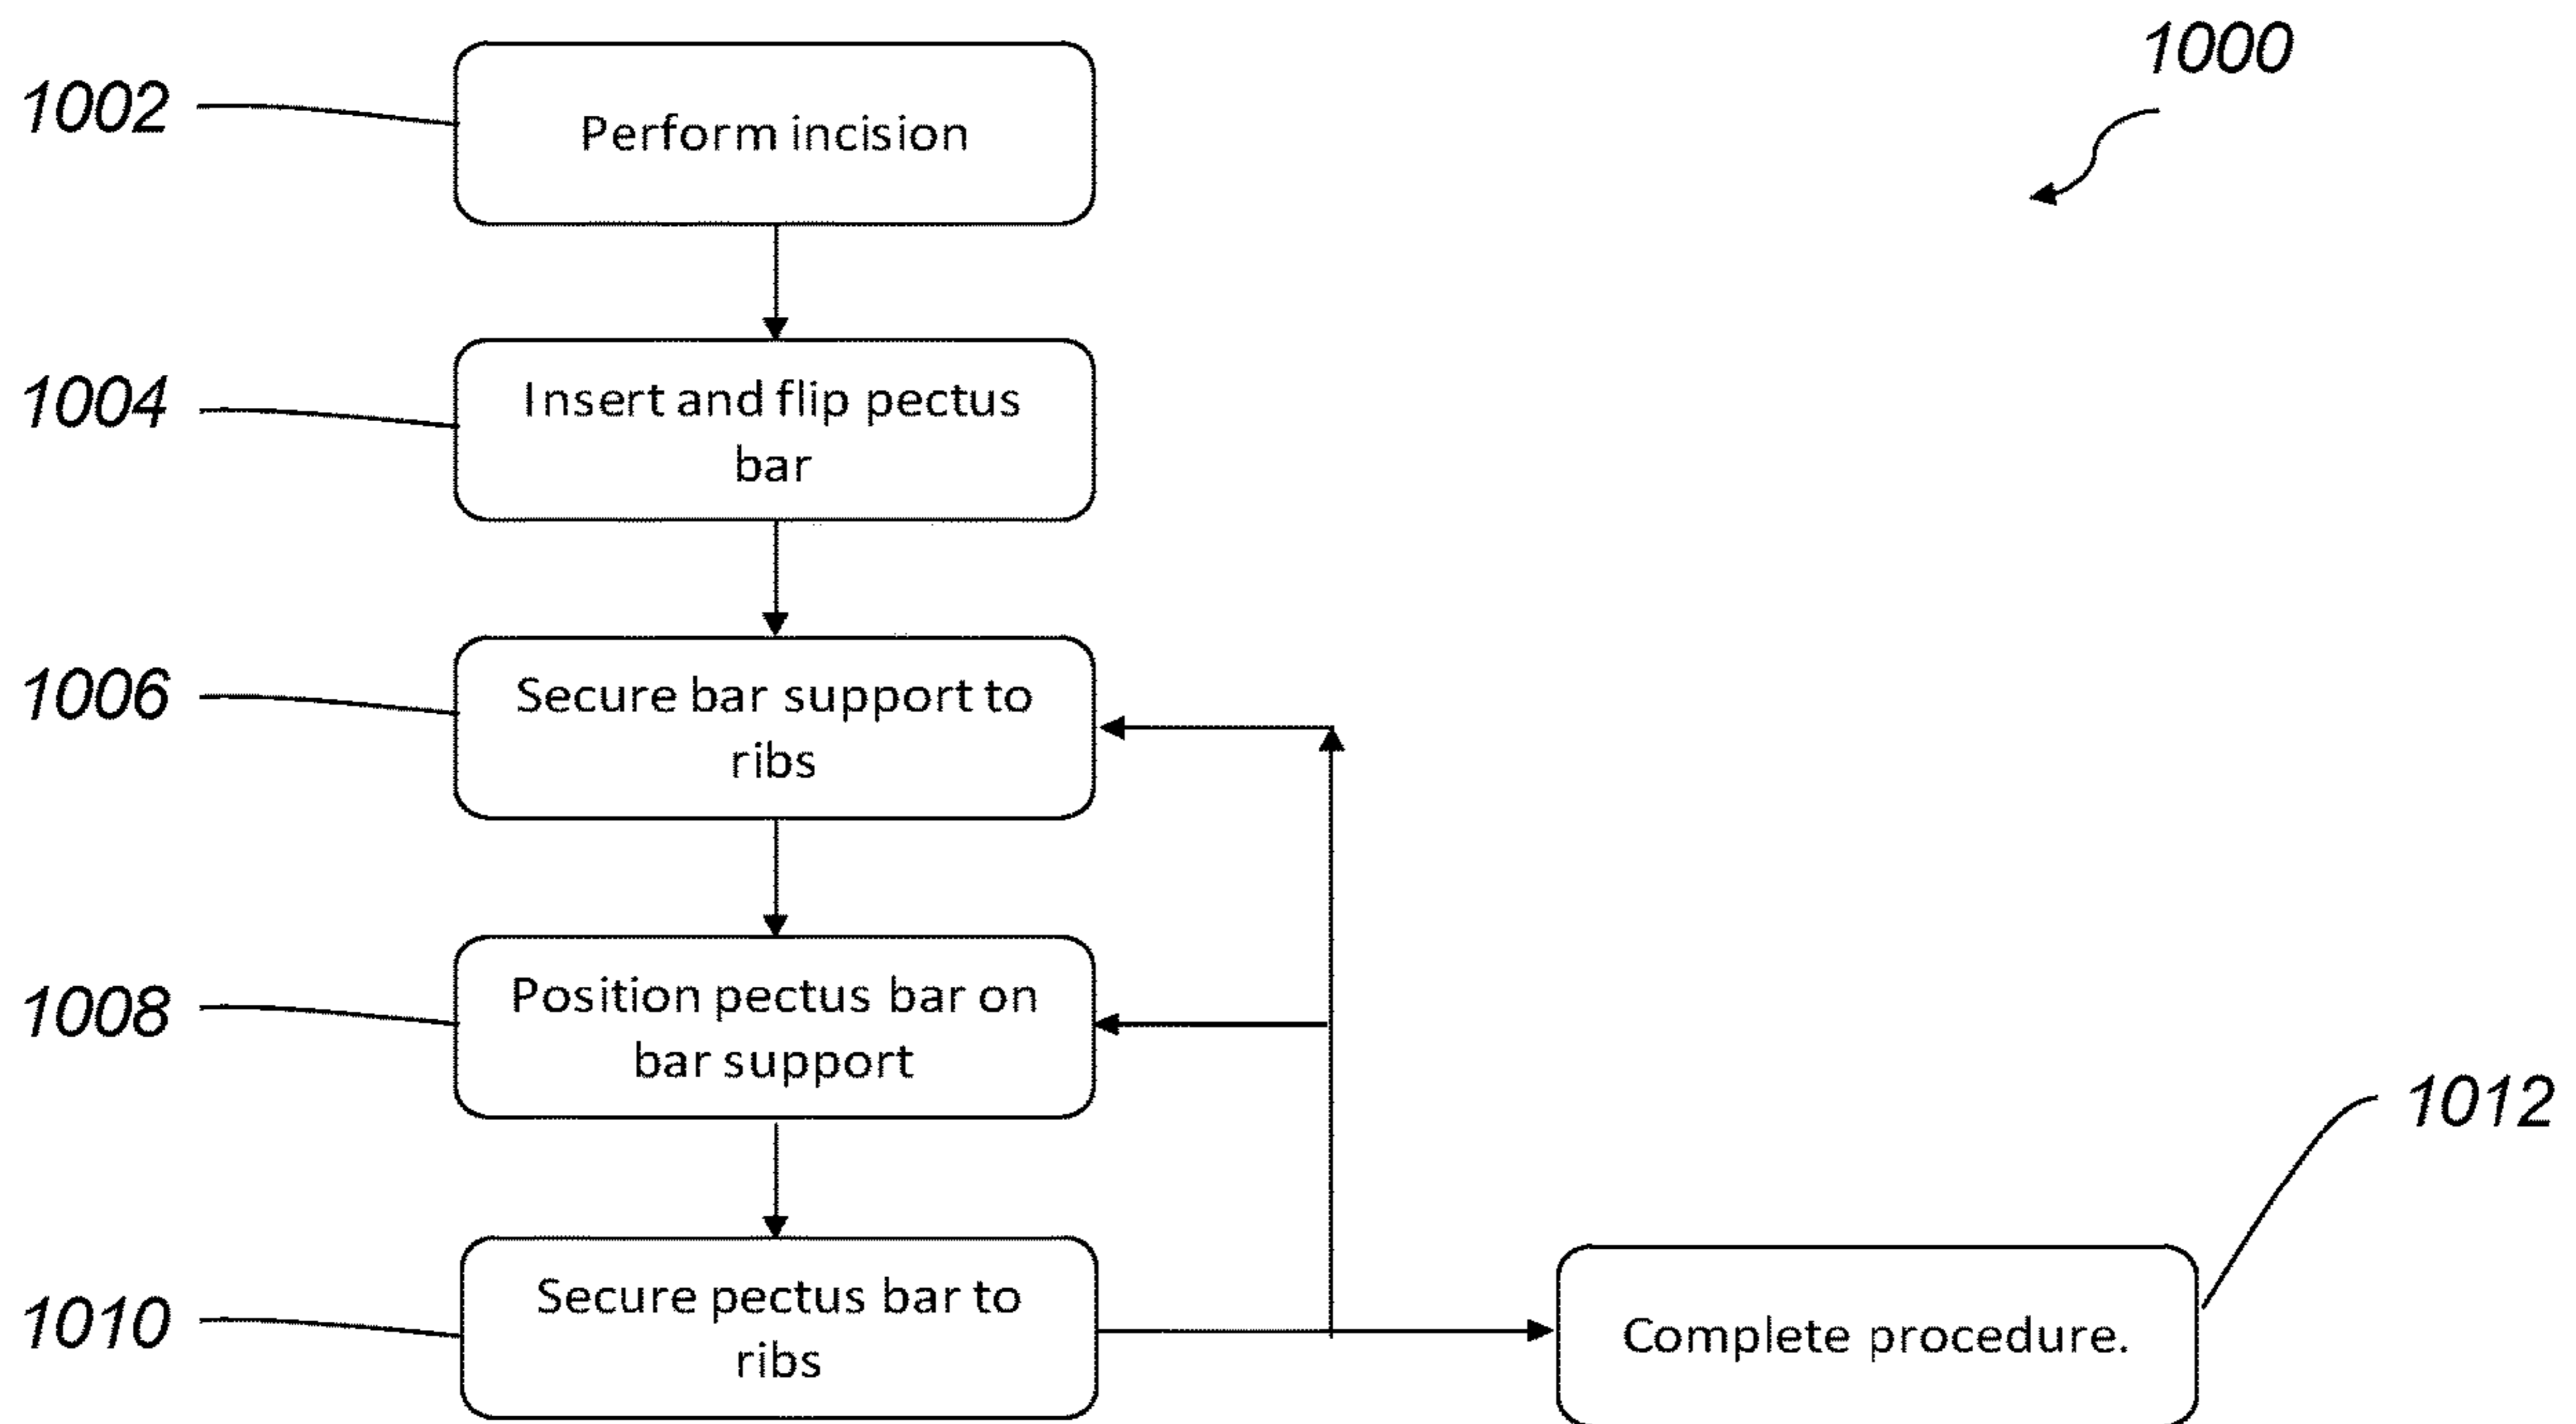 1000
1002
Perform incision
1004
Insert and flip pectus
bar
1006
Secure bar support to
ribs
1008
Position pectus bar on
bar support
1010
Secure pectus bar to
ribs
1012
Complete procedure.